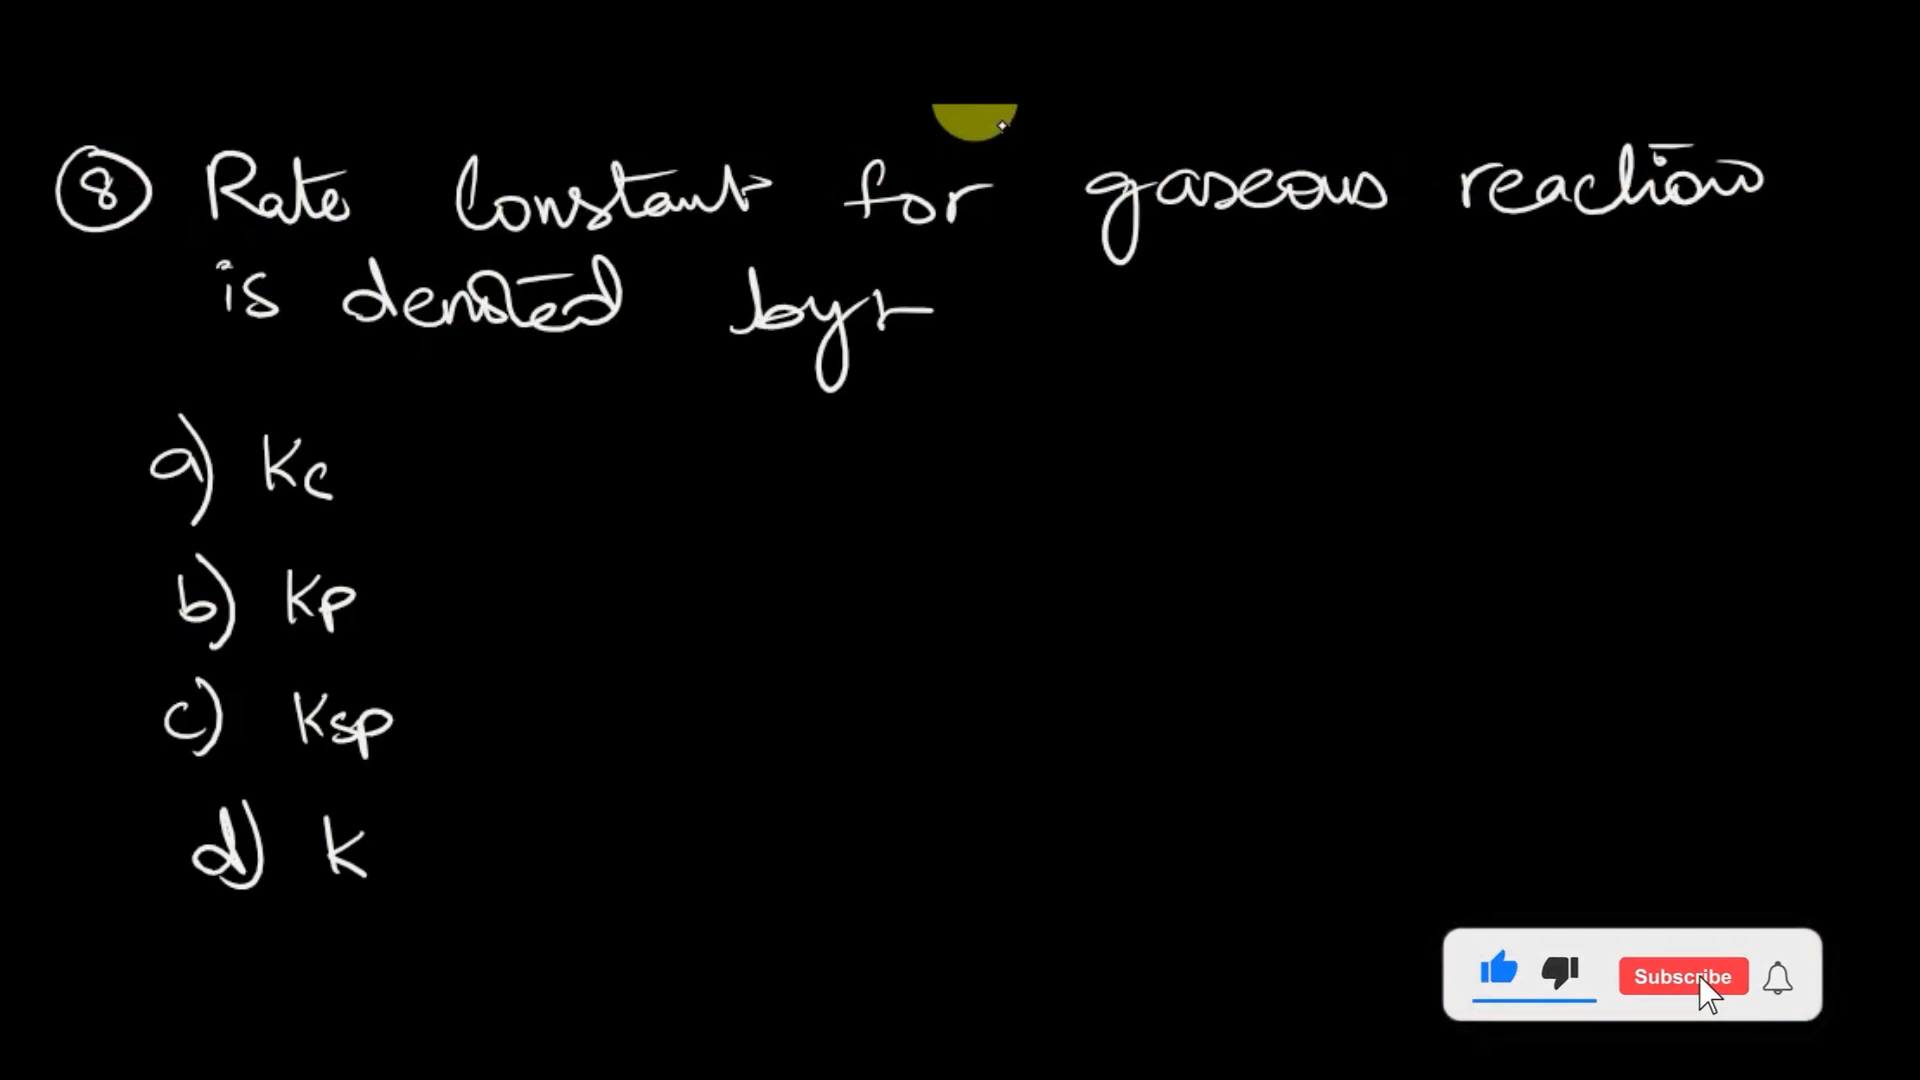 8 Rate Constant for gaseous reaction
is denoted by:-
a) Kc
b) Kp
c) Ksp
d) K
Subscribe